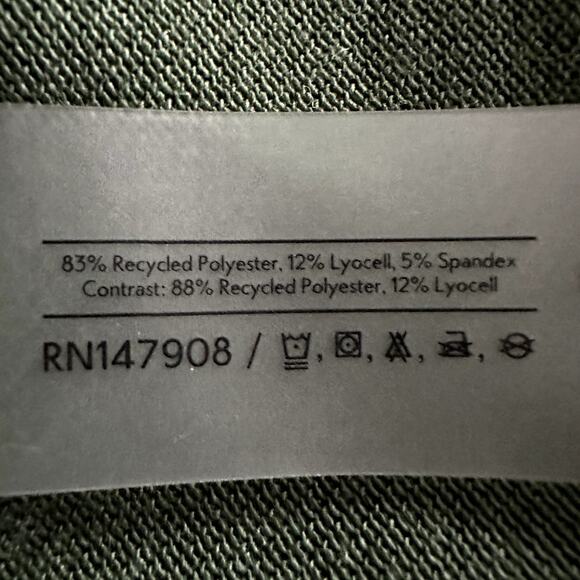 83% Recycled Polyester, 12% Lyocell, 5% Spandex
Contrast: 88% Recycled Polyester, 12% Lyocell
RN147908 / , , , ,